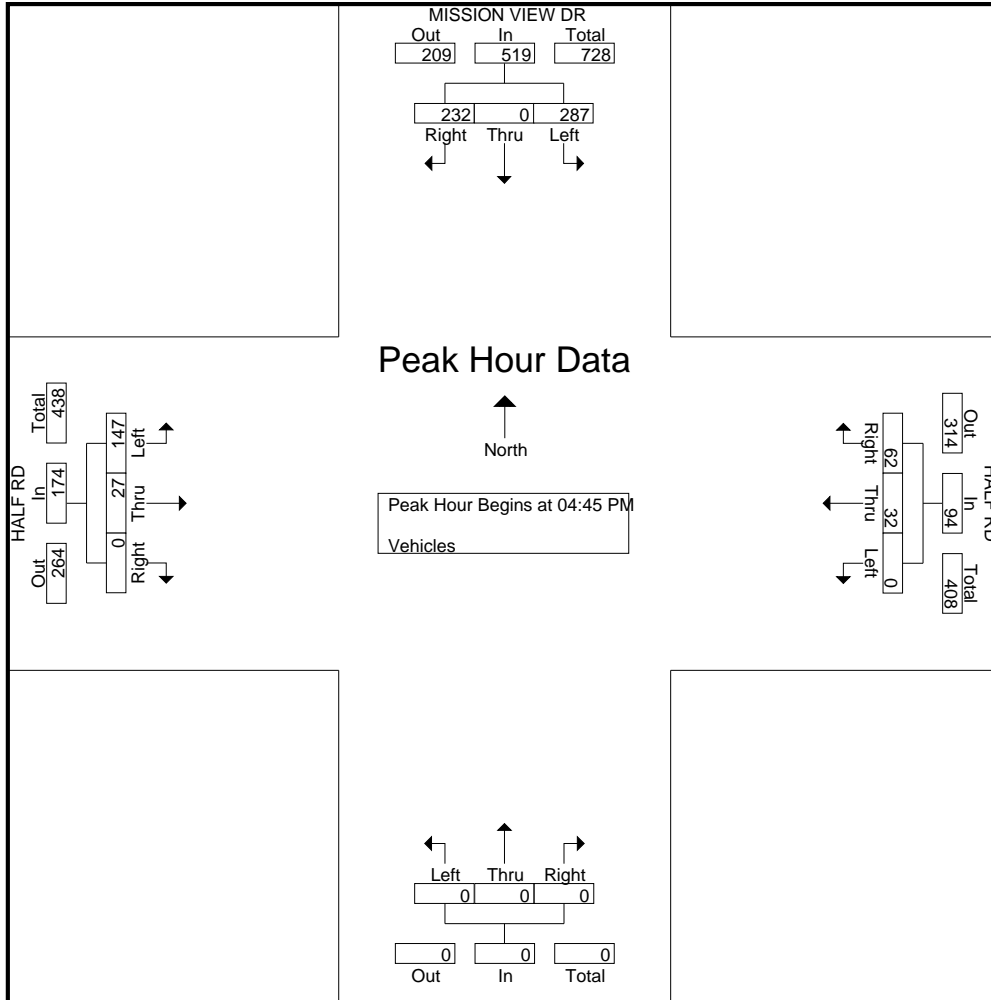 MISSION VIEW DR
Out In Total
209 519 728
232 0 287
Right Thru Left
Peak Hour Data
North
Peak Hour Begins at 04:45 PM
Vehicles
HALF RD
Total In Out
438 174 264
147 27 0
Left Thru Right
HALF RD
Out In Total
314 94 408
62 32 0
Right Thru Left
Left Thru Right
0 0 0
0 0 0
Out In Total